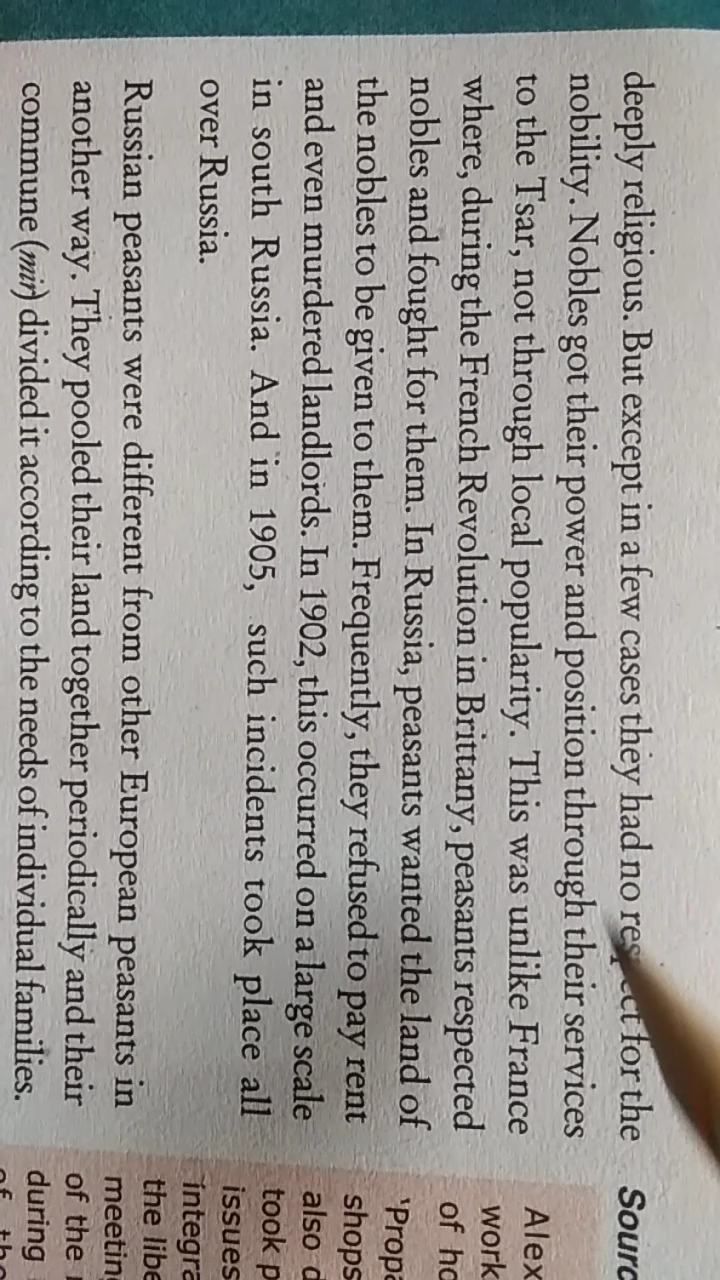 deeply religious. But except in a few cases they had no respect for the
nobility. Nobles got their power and position through their services
to the Tsar, not through local popularity. This was unlike France
where, during the French Revolution in Brittany, peasants respected
nobles and fought for them. In Russia, peasants wanted the land of
the nobles to be given to them. Frequently, they refused to pay rent
and even murdered landlords. In 1902, this occurred on a large scale
in south Russia. And in 1905, such incidents took place all
over Russia.
Russian peasants were different from other European peasants in
another way. They pooled their land together periodically and their
commune (mir) divided it according to the needs of individual families.
Sourc
Alex
work
of ho
'Propa
shops
also d
took p
issues
integra
the libe
meeting
of the
during
of the